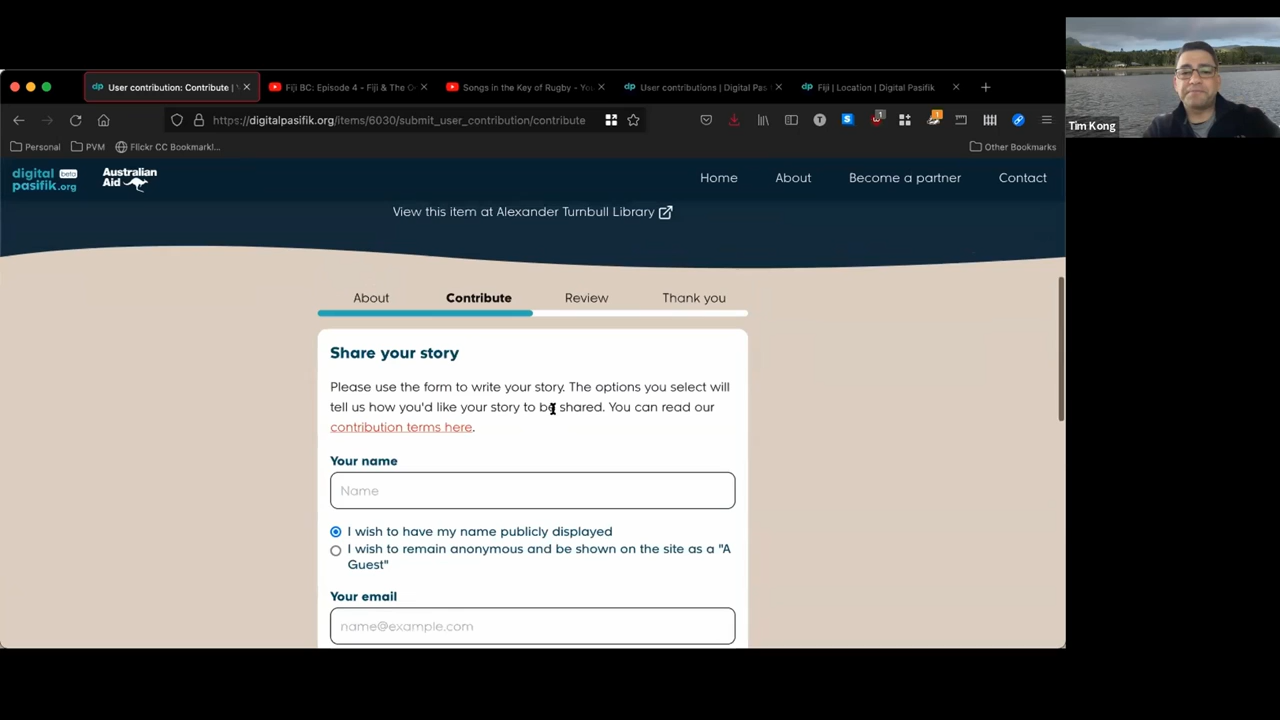 User contribution: Contribute |
Fiji BC: Episode 4 - Fiji & The
Songs in the Key of Rugby - Yo
User contributions | Digital Pas
Fiji | Location | Digital Pasifik
https://digitalpasifik.org/items/6030/submit_user_contribution/contribute
1
Personal
PVM
Flickr CC Bookmarkl...
Other Bookmarks
Tim Kong
digital beta
pasifik.org
Australian
Aid
Home
About
Become a partner
Contact
View this item at Alexander Turnbull Library
About
Contribute
Review
Thank you
Share your story
Please use the form to write your story. The options you select will
tell us how you'd like your story to be shared. You can read our
contribution terms here.
Your name
Name
I wish to have my name publicly displayed
I wish to remain anonymous and be shown on the site as a "A
Guest"
Your email
name@example.com